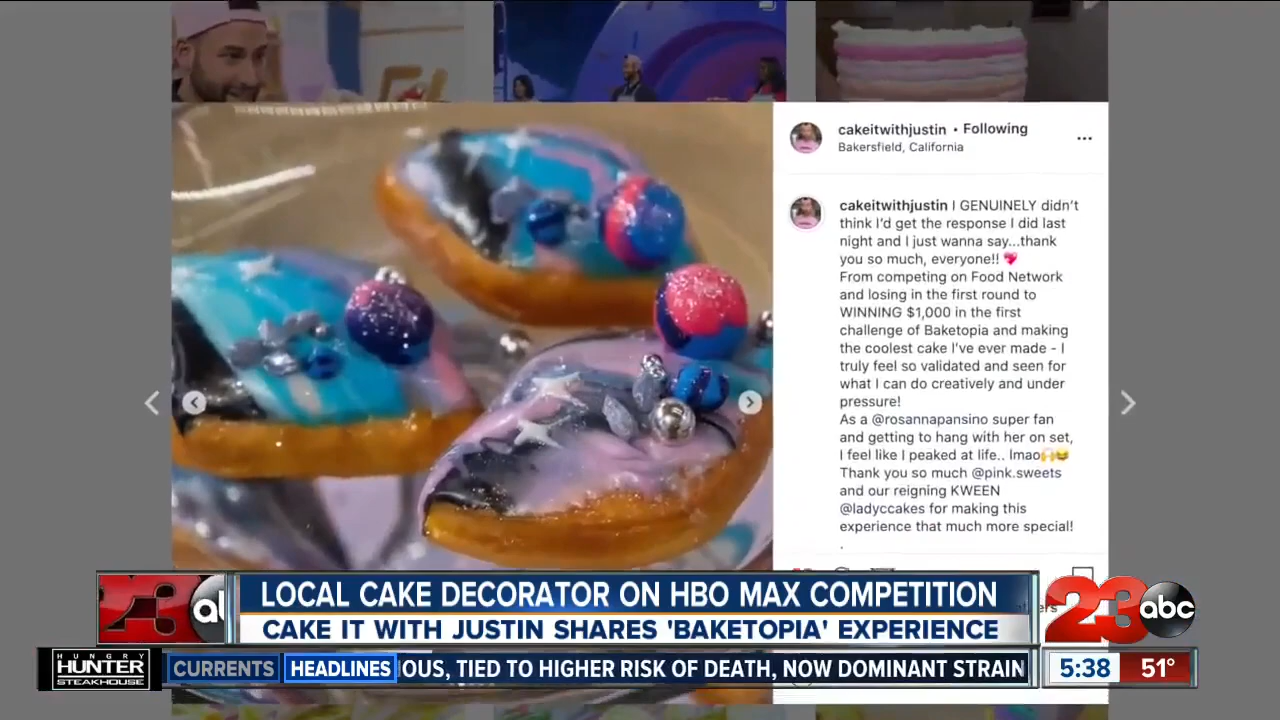 cakeitwithjustin • Following
Bakersfield, California
cakeitwithjustin I GENUINELY didn't
think I'd get the response I did last
night and I just wanna say...thank
you so much, everyone!! 💖
From competing on Food Network
and losing in the first round to
WINNING $1,000 in the first
challenge of Baketopia and making
the coolest cake I've ever made - I
truly feel so validated and seen for
what I can do creatively and under
pressure!
As a @rosannapansino super fan
and getting to hang with her on set,
I feel like I peaked at life.. lmao🙌😂
Thank you so much @pink.sweets
and our reigning KWEEN
@ladyccakes for making this
experience that much more special!
.
LOCAL CAKE DECORATOR ON HBO MAX COMPETITION
CAKE IT WITH JUSTIN SHARES 'BAKETOPIA' EXPERIENCE
23 ab
23 abc
HUNGRY
HUNTER
STEAKHOUSE
CURRENTS
HEADLINES
IOUS, TIED TO HIGHER RISK OF DEATH, NOW DOMINANT STRAIN
5:38 51°